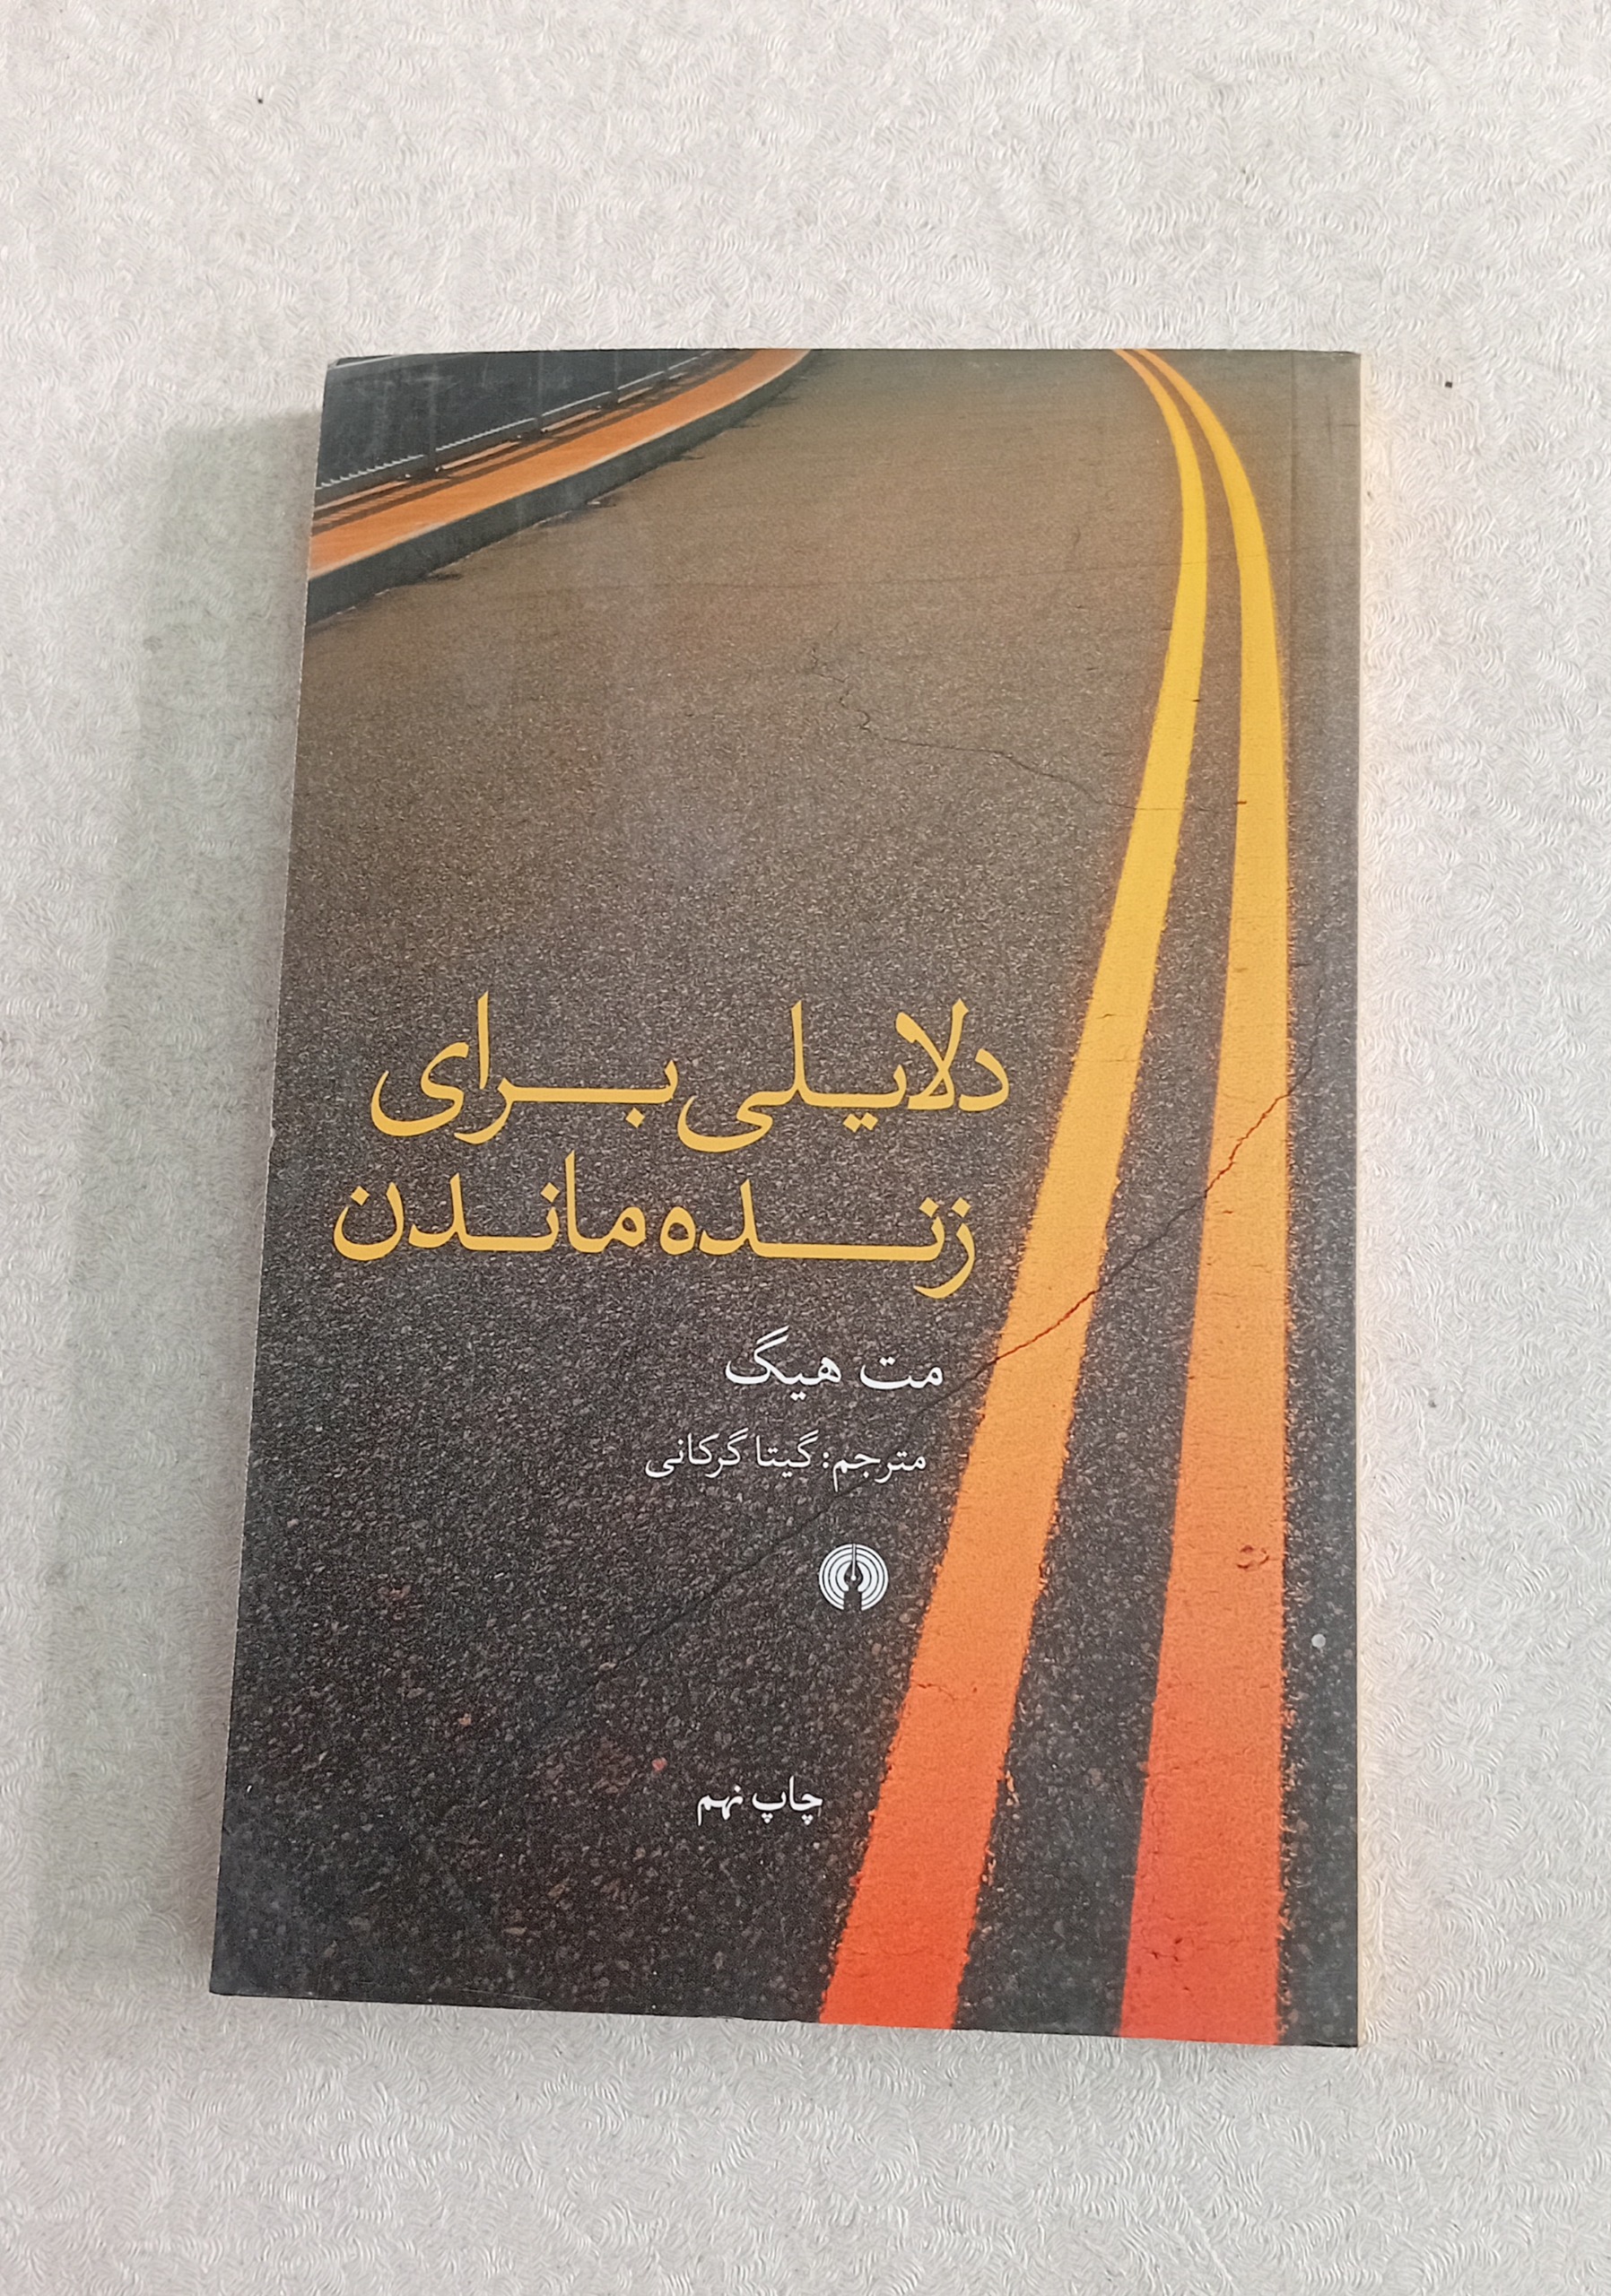 دلایلی برای
زنده ماندن
مت هیگ
مترجم: گیتا گرکانی
چاپ نهم